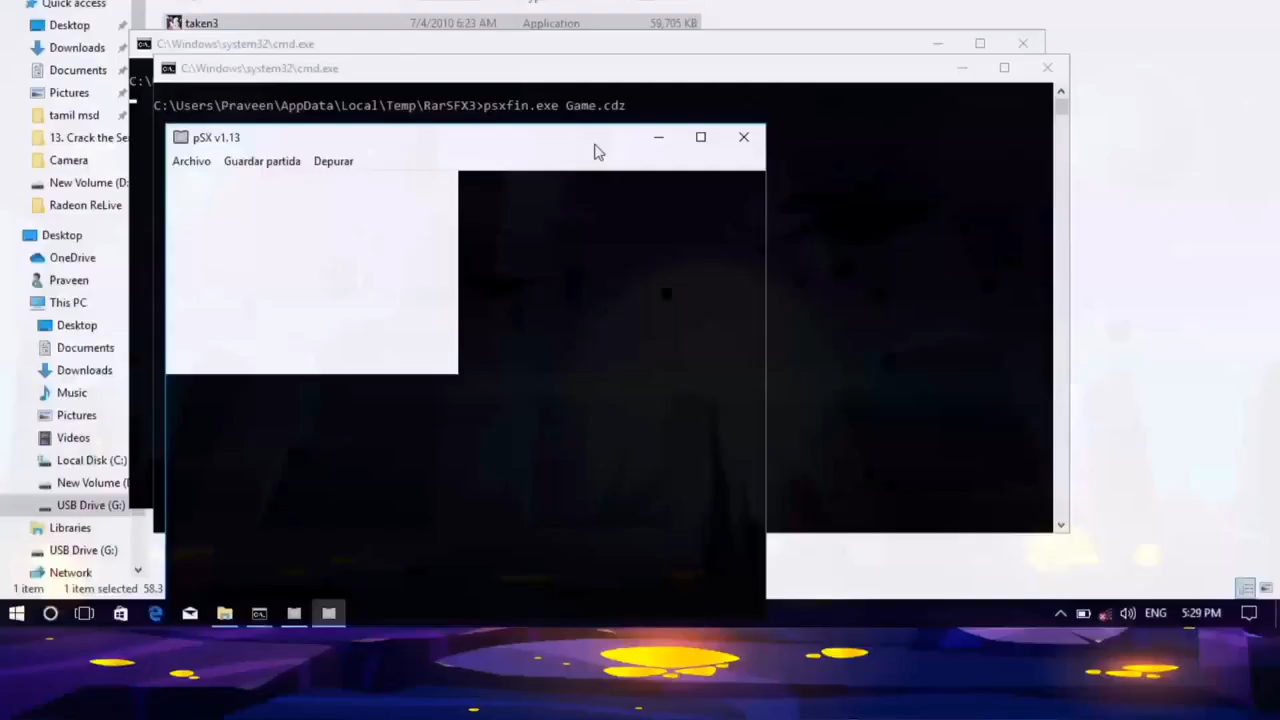 Quick access
taken3 7/4/2010 6:23 AM Application 59,705 KB
Desktop
C:\Windows\system32\cmd.exe
Downloads
C:\Windows\system32\cmd.exe
Documents
C:\
Pictures
C:\Users\Praveen\AppData\Local\Temp\RarSFX3>psxfin.exe Game.cdz
tamil msd
13. Crack the Se
pSX v1.13
Camera
Archivo Guardar partida Depurar
New Volume (D:
Radeon ReLive
Desktop
OneDrive
Praveen
This PC
Desktop
Documents
Downloads
Music
Pictures
Videos
Local Disk (C:)
New Volume (
USB Drive (G:)
Libraries
USB Drive (G:)
Network
1 item 1 item selected 58.3
ENG 5:29 PM